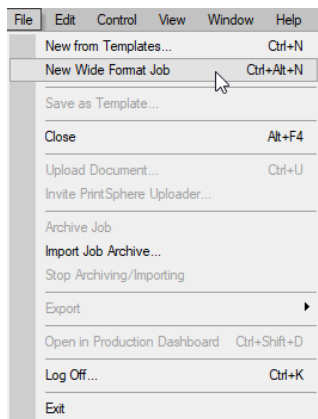 File Edit Control View Window Help
New from Templates... Ctrl+N
New Wide Format Job Ctrl+Alt+N
Save as Template...
Close Alt+F4
Upload Document... Ctrl+U
Invite PrintSphere Uploader...
Archive Job
Import Job Archive...
Stop Archiving/Importing
Export
Open in Production Dashboard Ctrl+Shift+D
Log Off... Ctrl+K
Exit